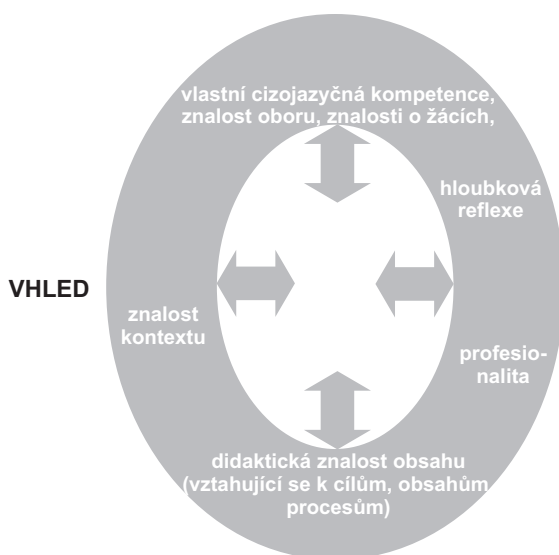 vlastní cizojazyčná kompetence,
znalost oboru, znalosti o žácích,
hloubková
reflexe
VHLED
znalost
kontextu
profesio-
nalita
didaktická znalost obsahu
(vztahující se k cílům, obsahům,
procesům)